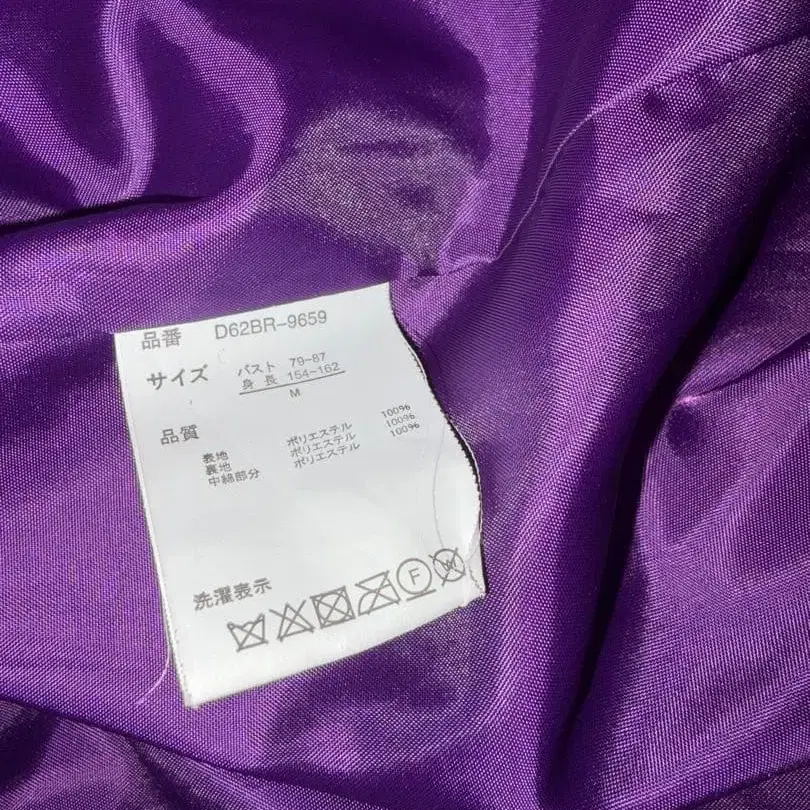 品番 D62BR-9659
サイズ バスト 79-87
身長 154~162
M
品質
表地 ポリエステル 100%
裏地 ポリエステル 100%
中綿部分 ポリエステル 100%
洗濯表示
F W